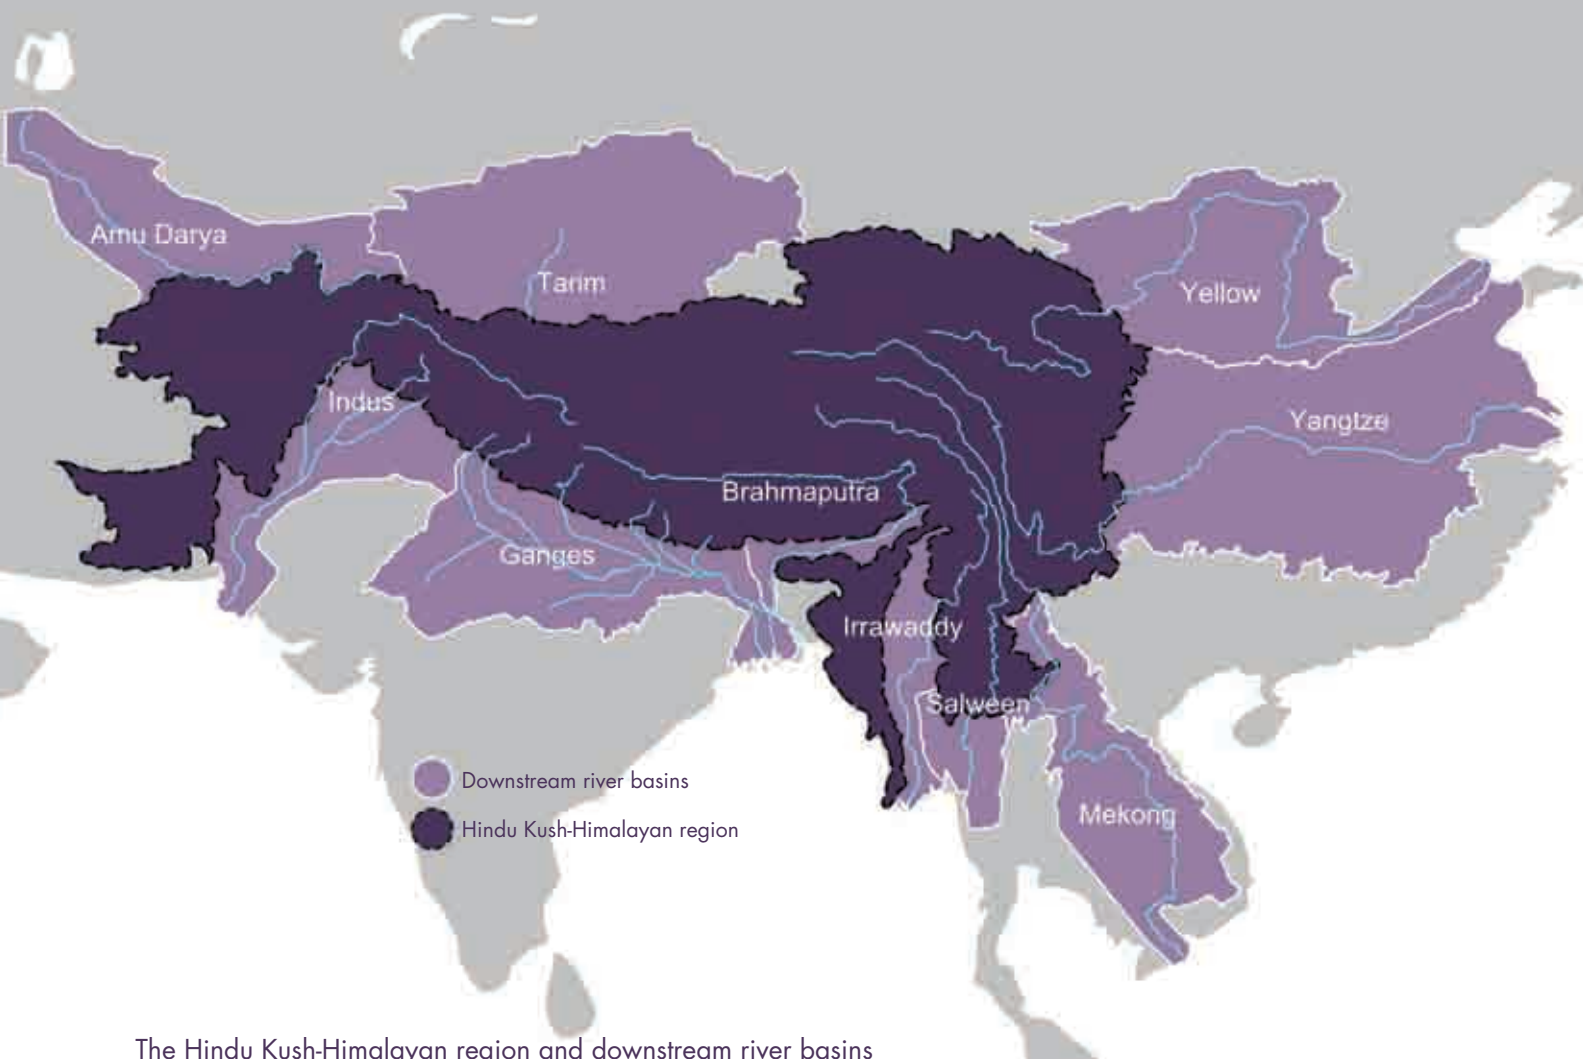 Amu Darya
Tarim
Yellow
Indus
Yangtze
Brahmaputra
Ganges
Irrawaddy
Salween
Downstream river basins
Mekong
Hindu Kush-Himalayan region
The Hindu Kush-Himalayan region and downstream river basins